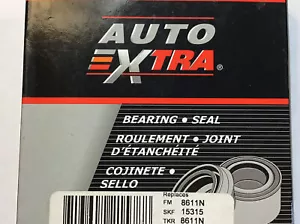 AUTO
EXTRA®
BEARING • SEAL
ROULEMENT • JOINT
D'ÉTANCHÉITÉ
COJINETE •
SELLO
Replaces
FM 8611N
SKF 15315
TKR 8611N